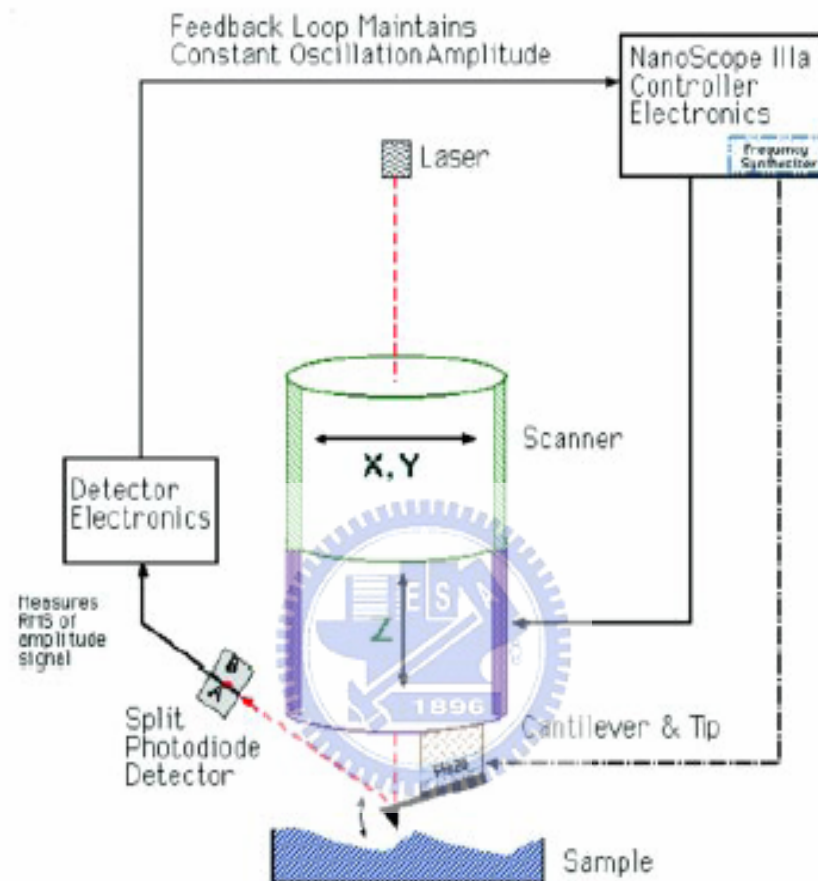 Feedback Loop Maintains
Constant Oscillation Amplitude
NanoScope IIIa
Controller
Electronics
Frequency
Synthesizer
Laser
Scanner
X, Y
Detector
Electronics
Z
Measures
RMS of
amplitude
signal
B
A
E S A
1896
Split
Photodiode
Detector
Cantilever & Tip
Piezo
Sample